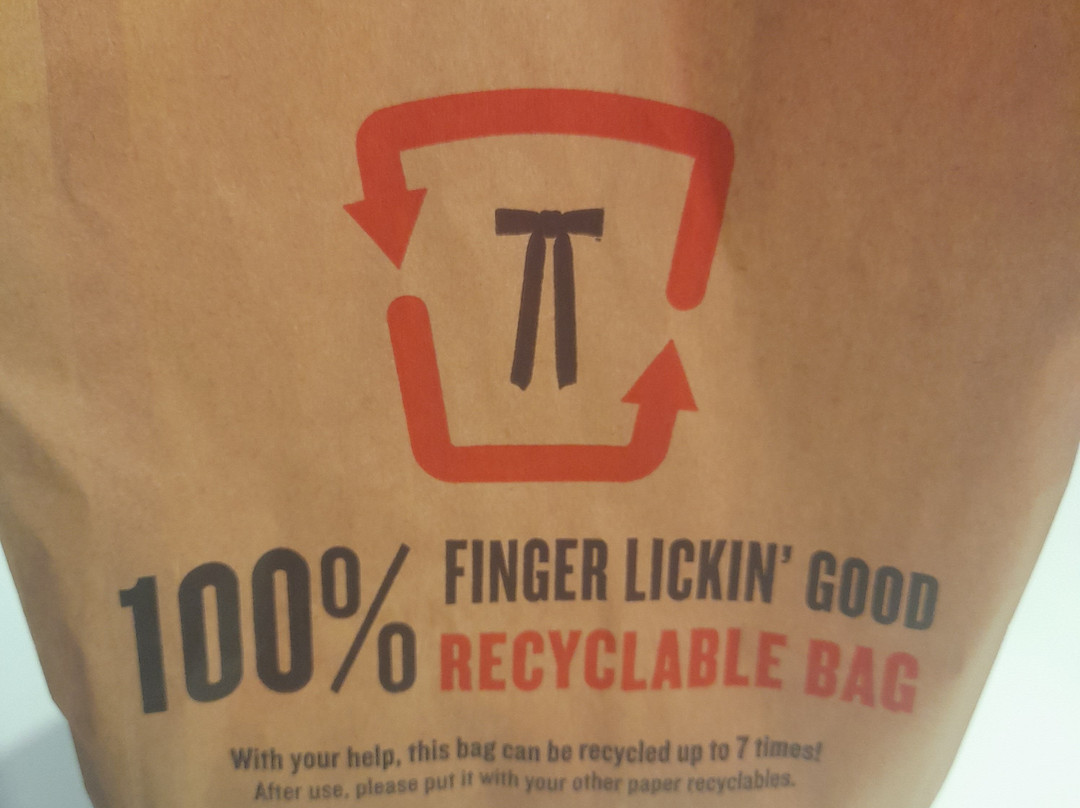 100% FINGER LICKIN' GOOD
RECYCLABLE BAG
With your help, this bag can be recycled up to 7 times!
After use, please put it with your other paper recyclables.